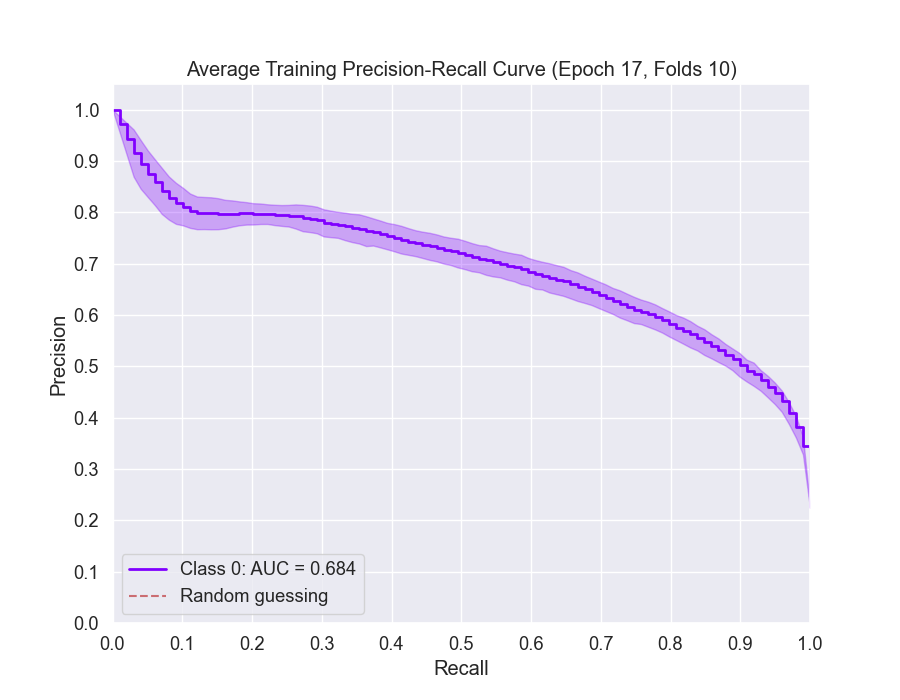 Average Training Precision-Recall Curve (Epoch 17, Folds 10)
1.0
0.9
0.8
0.7
0.6
0.5
0.4
0.3
0.2
0.1
0.0
Precision
Class 0: AUC = 0.684
Random guessing
0.0 0.1 0.2 0.3 0.4 0.5 0.6 0.7 0.8 0.9 1.0
Recall